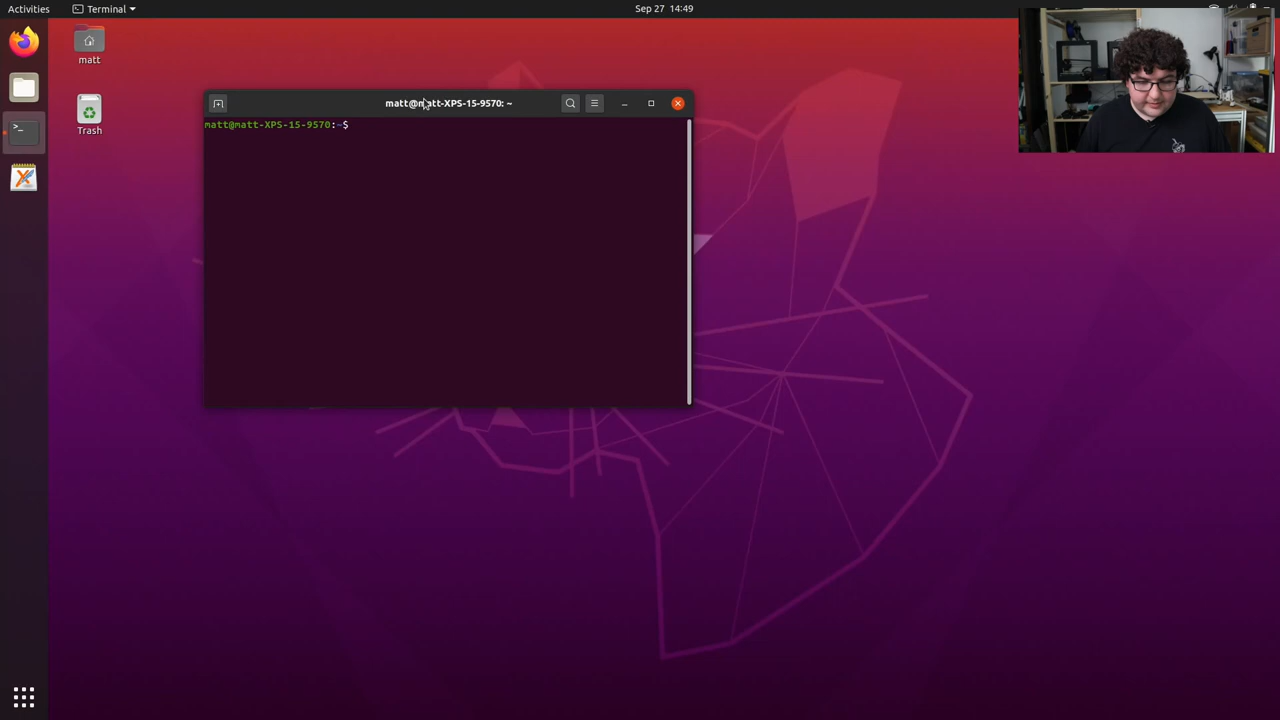 Activities
Terminal
Sep 27 14:49
matt
Trash
matt@matt-XPS-15-9570: ~
matt@matt-XPS-15-9570:~$